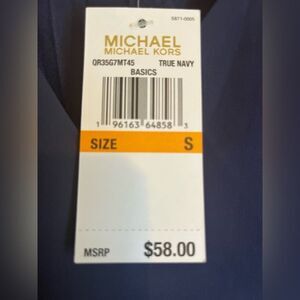 5871-0005
MICHAEL
MICHAEL KORS
QR35G7MT45 TRUE NAVY
BASICS
1 96163 64858 3
SIZE S
MSRP $58.00